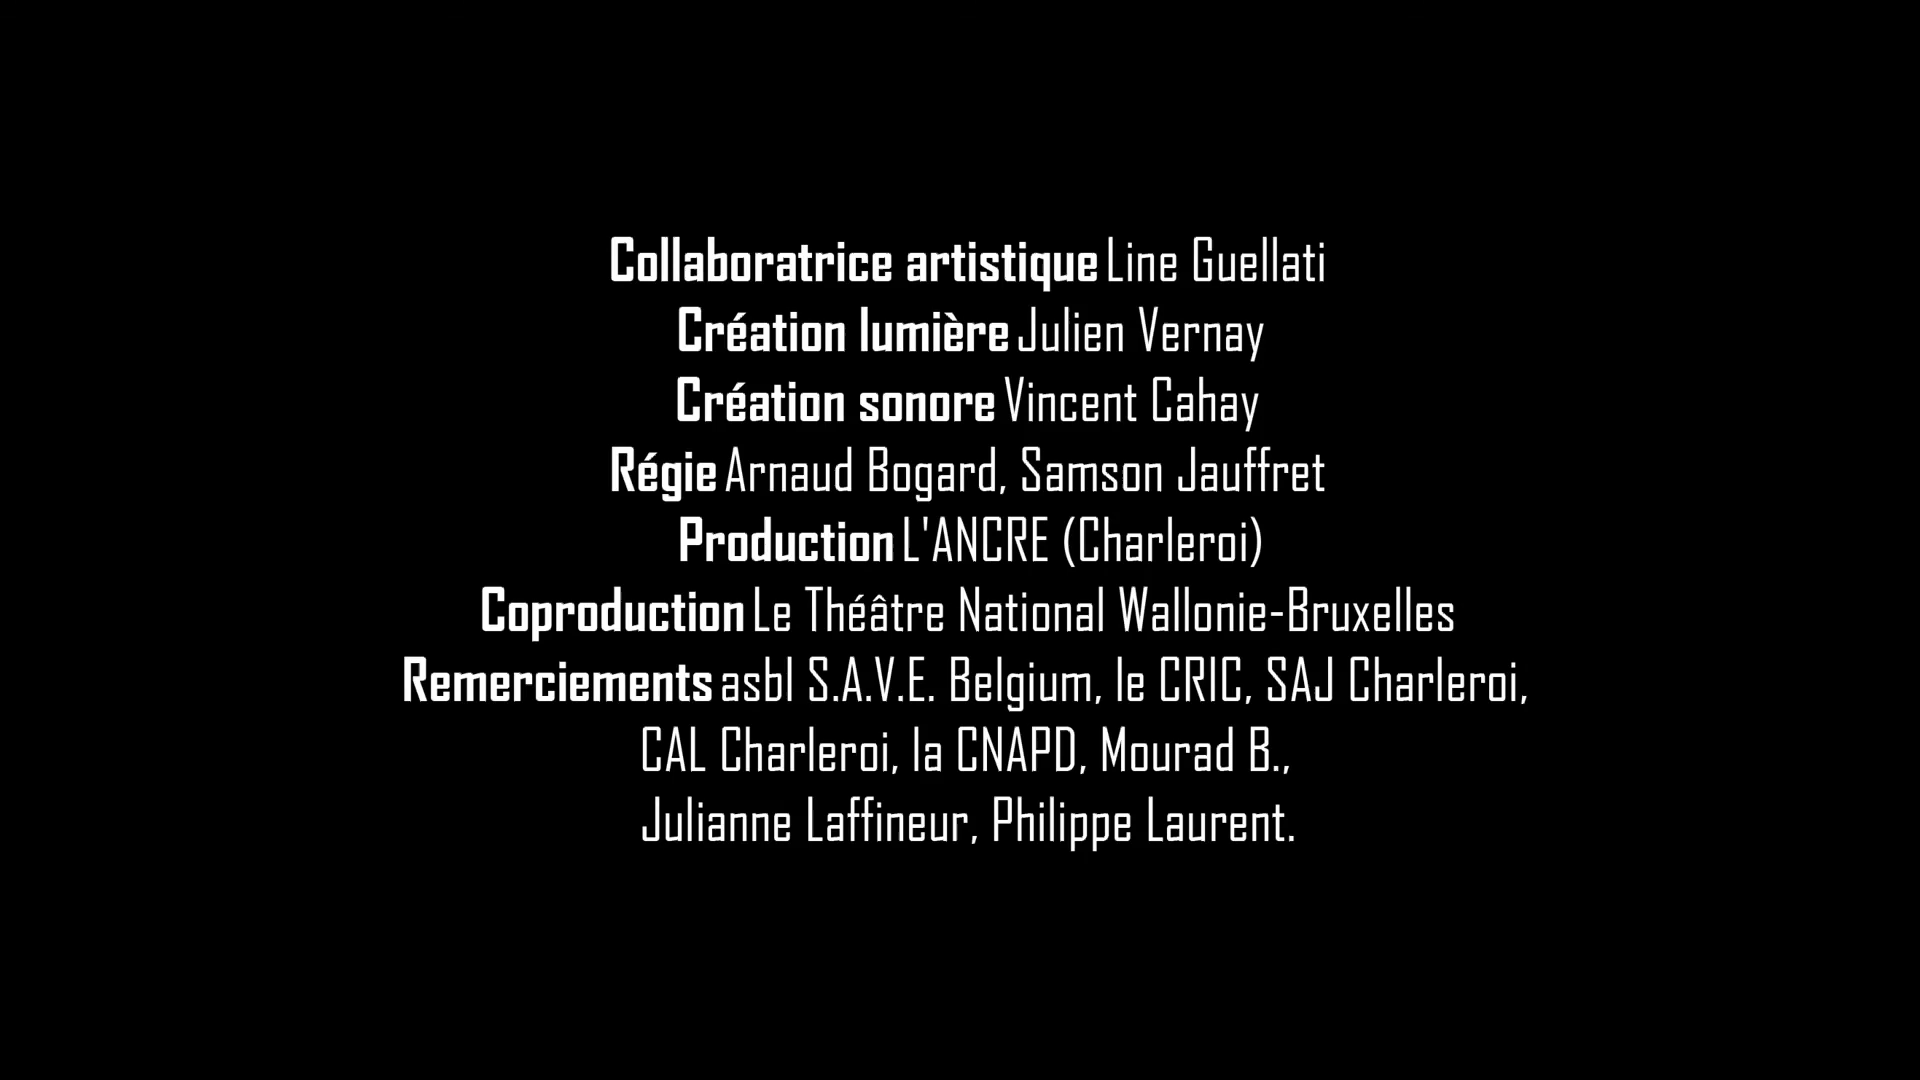 Collaboratrice artistique Line Guellati
Création lumière Julien Vernay
Création sonore Vincent Cahay
Régie Arnaud Bogard, Samson Jauffret
Production L'ANCRE (Charleroi)
Coproduction Le Théâtre National Wallonie-Bruxelles
Remerciements asbl S.A.V.E. Belgium, le CRIC, SAJ Charleroi,
CAL Charleroi, la CNAPD, Mourad B.,
Julianne Laffineur, Philippe Laurent.